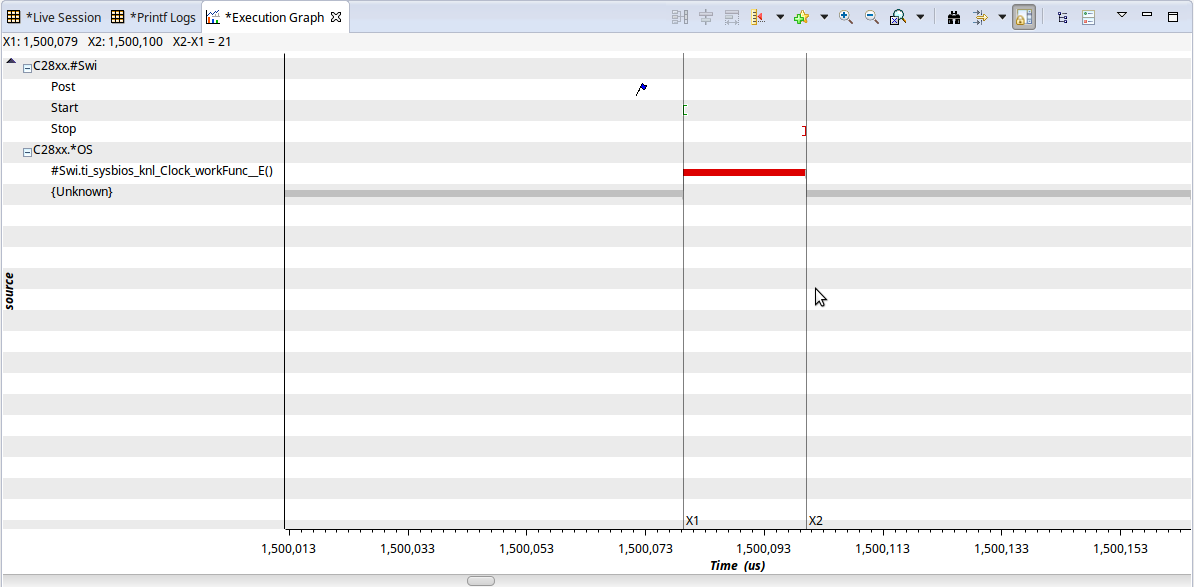 *Live Session *Printf Logs *Execution Graph
X1: 1,500,079 X2: 1,500,100 X2-X1 = 21
C28xx.#Swi
Post
Start
Stop
C28xx.*OS
#Swi.ti_sysbios_knl_Clock_workFunc__E()
{Unknown}
source
X1 X2
1,500,013 1,500,033 1,500,053 1,500,073 1,500,093 1,500,113 1,500,133 1,500,153
Time (us)